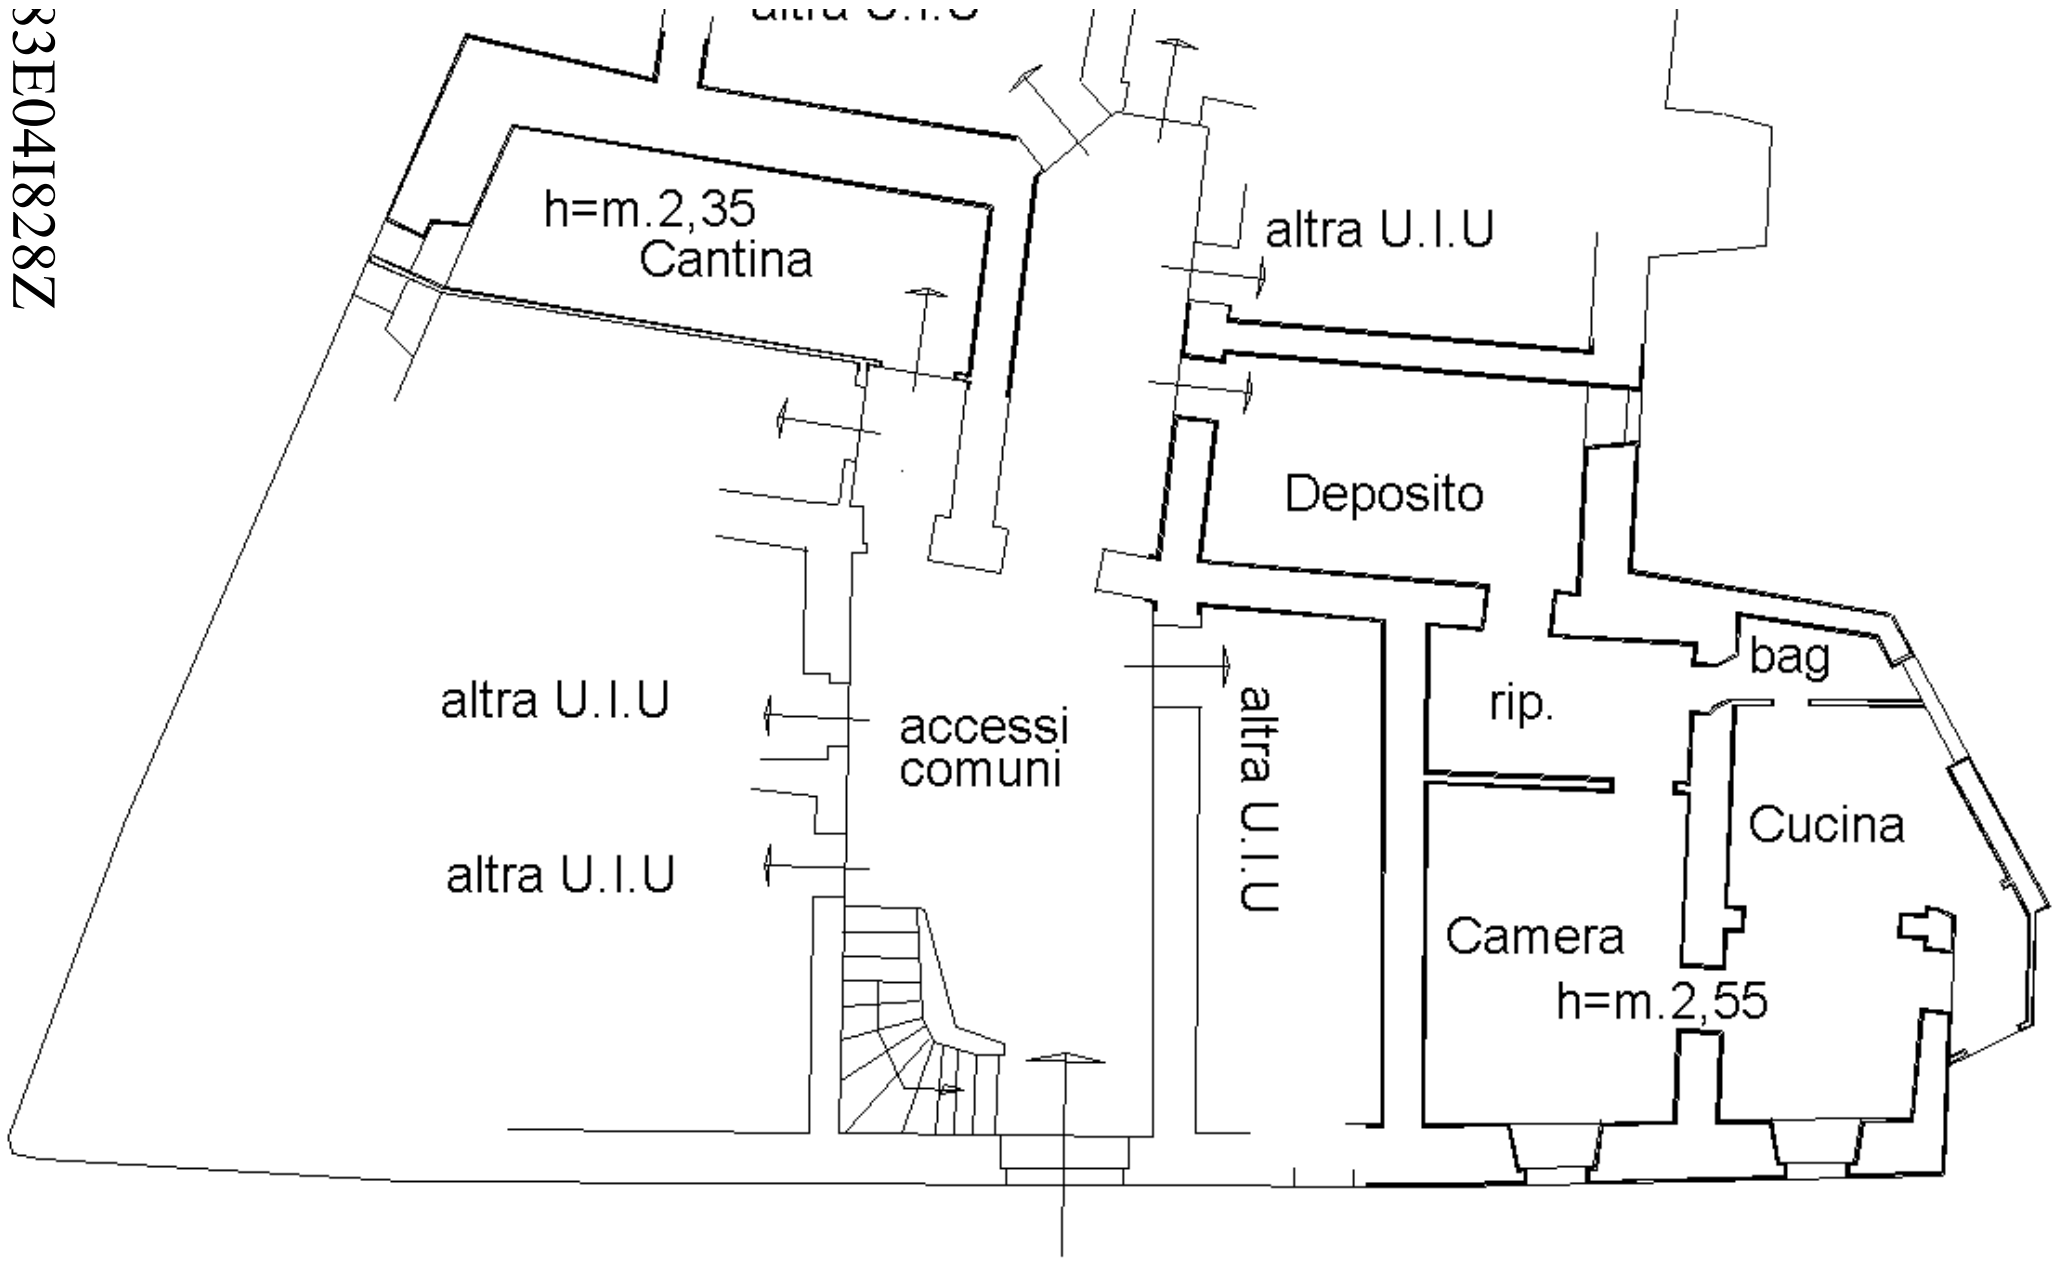 altra U.I.U
33E04I828Z
h=m.2,35
Cantina
altra U.I.U
Deposito
bag
rip.
altra U.I.U
accessi
comuni
altra U.I.U
Cucina
altra U.I.U
Camera
h=m.2,55